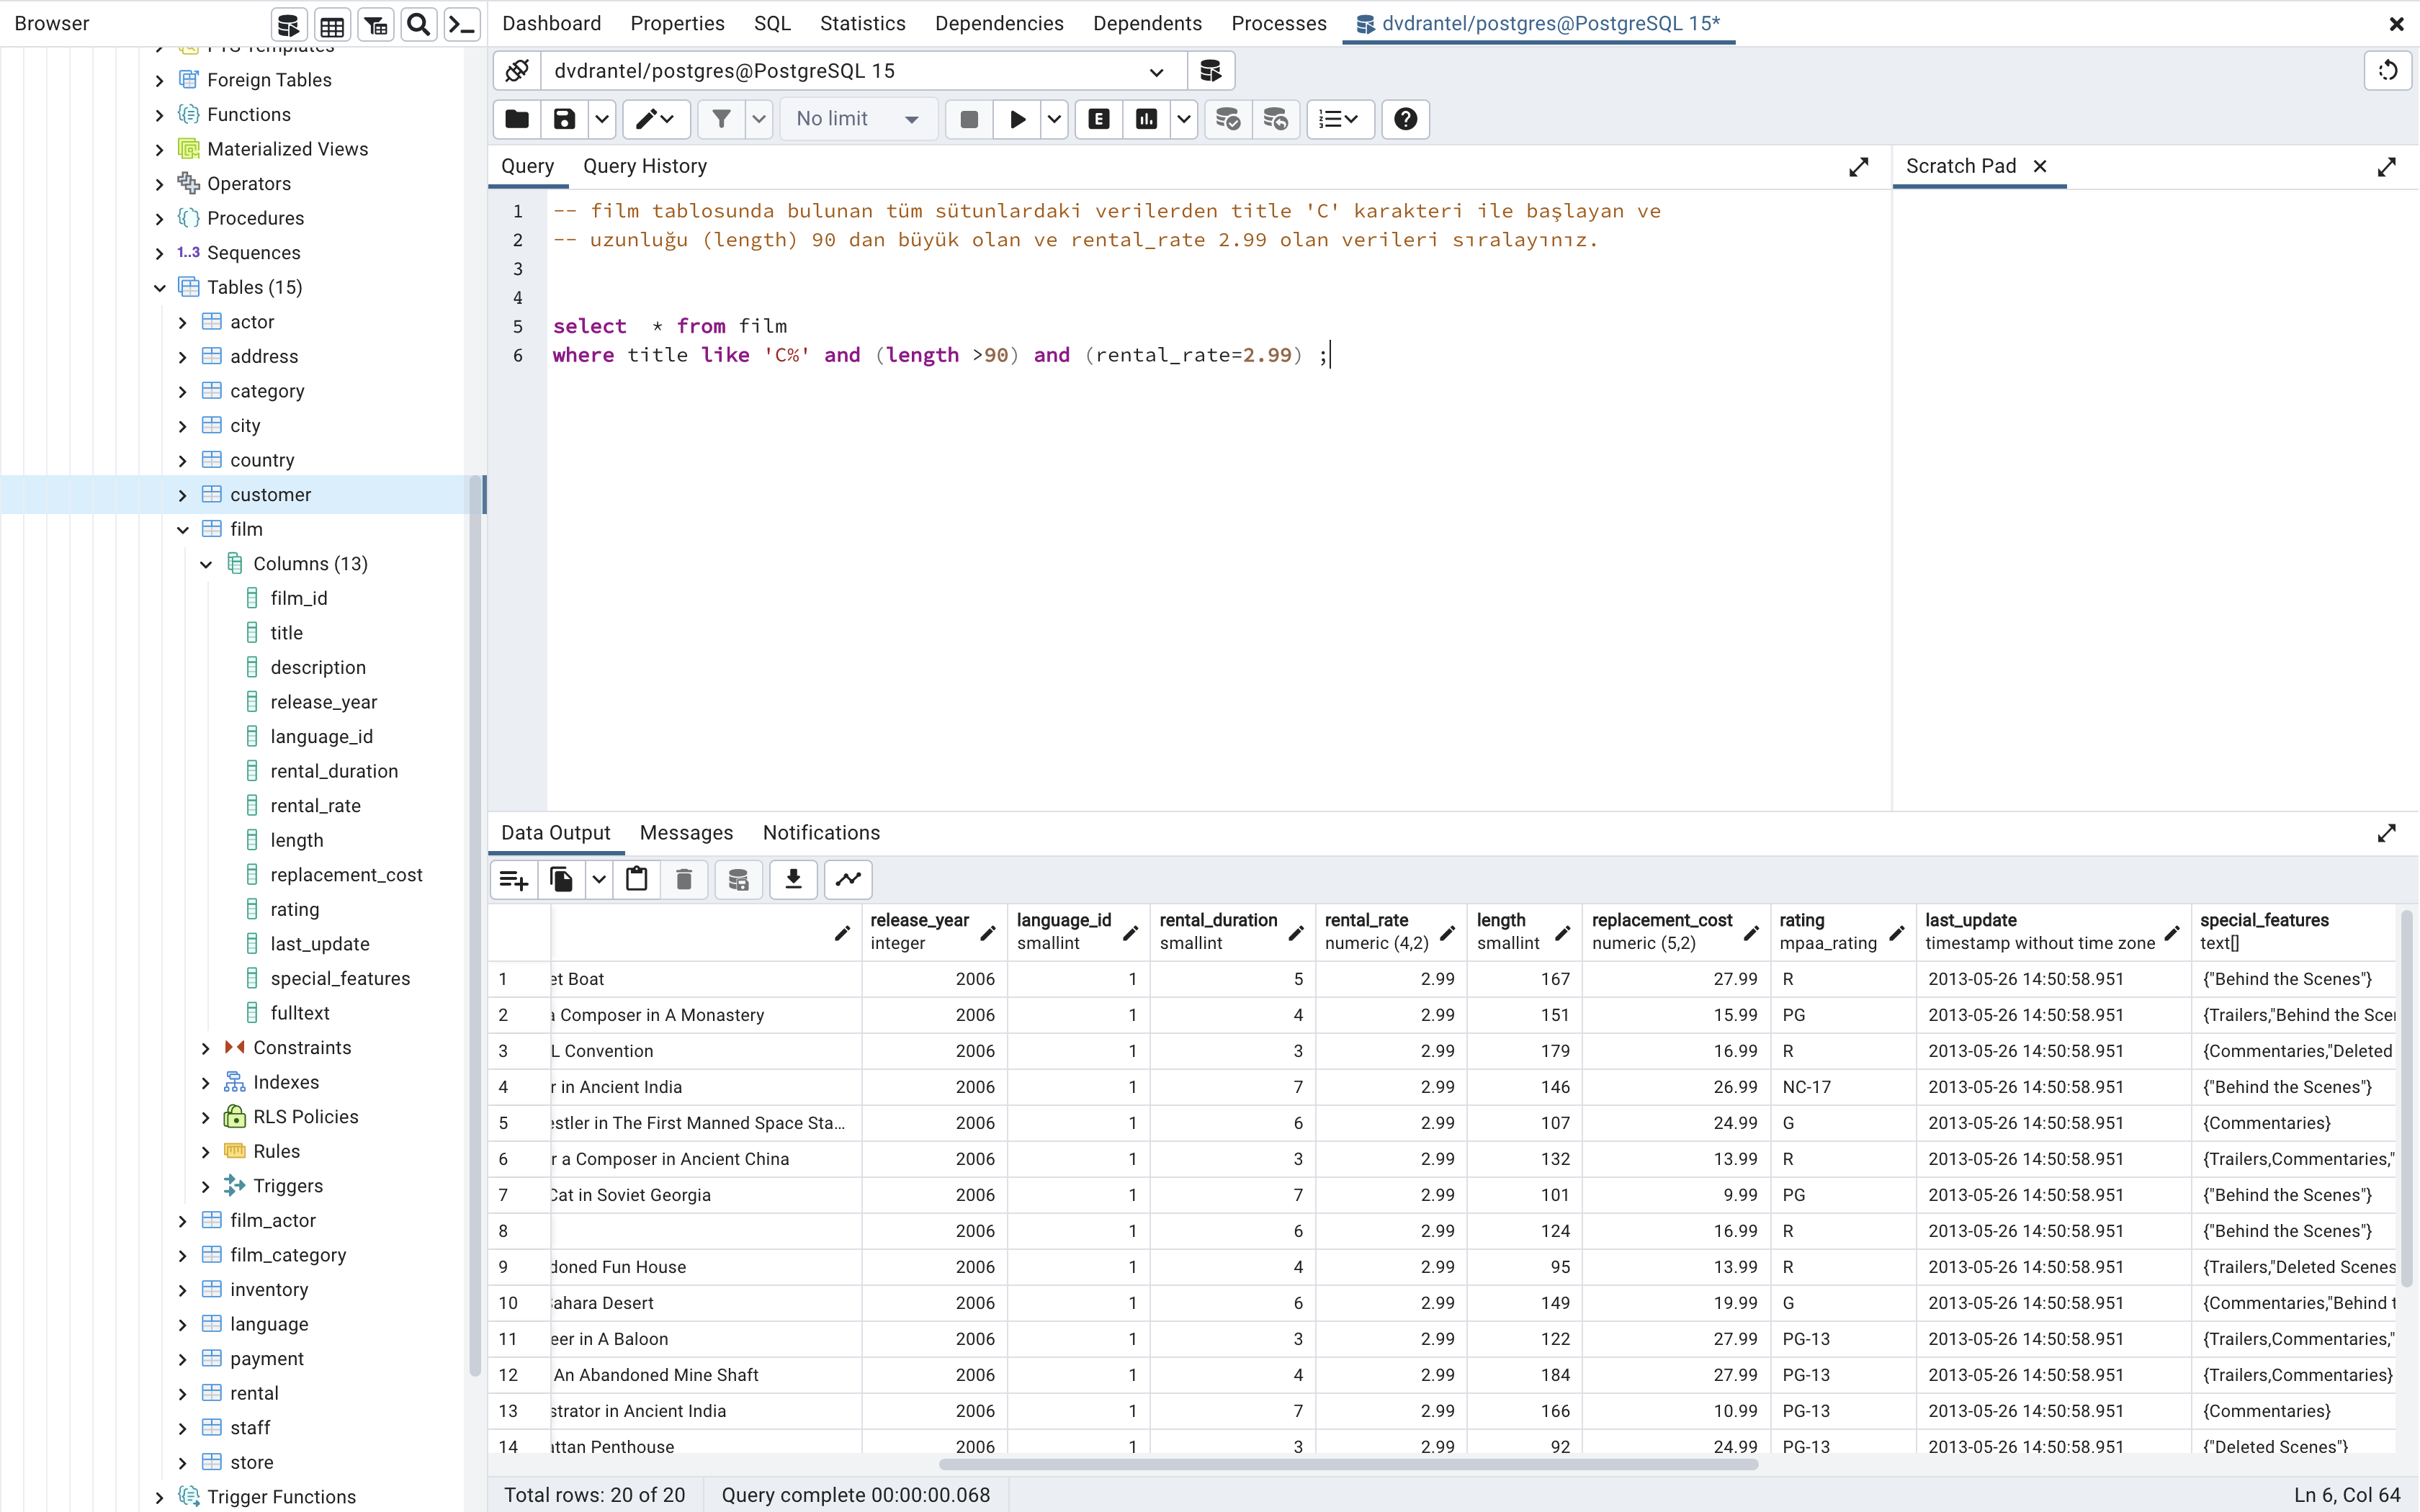 Browser
Dashboard Properties SQL Statistics Dependencies Dependents Processes dvdrantel/postgres@PostgreSQL 15*
FTS Templates
Foreign Tables
Functions
Materialized Views
Operators
Procedures
1..3 Sequences
Tables (15)
actor
address
category
city
country
customer
film
Columns (13)
film_id
title
description
release_year
language_id
rental_duration
rental_rate
length
replacement_cost
rating
last_update
special_features
fulltext
Constraints
Indexes
RLS Policies
Rules
Triggers
film_actor
film_category
inventory
language
payment
rental
staff
store
Trigger Functions
dvdrantel/postgres@PostgreSQL 15
No limit E
Query Query History
Scratch Pad
1 -- film tablosunda bulunan tüm sütunlardaki verilerden title 'C' karakteri ile başlayan ve
2 -- uzunluğu (length) 90 dan büyük olan ve rental_rate 2.99 olan verileri sıralayınız.
3
4
5 select  * from film
6 where title like 'C%' and (length >90) and (rental_rate=2.99) ;
Data Output Messages Notifications
release_year language_id rental_duration rental_rate length replacement_cost rating last_update special_features
integer smallint smallint numeric (4,2) smallint numeric (5,2) mpaa_rating timestamp without time zone text[]
1 et Boat 2006 1 5 2.99 167 27.99 R 2013-05-26 14:50:58.951 {"Behind the Scenes"}
2 a Composer in A Monastery 2006 1 4 2.99 151 15.99 PG 2013-05-26 14:50:58.951 {Trailers,"Behind the Scen
3 L Convention 2006 1 3 2.99 179 16.99 R 2013-05-26 14:50:58.951 {Commentaries,"Deleted
4 r in Ancient India 2006 1 7 2.99 146 26.99 NC-17 2013-05-26 14:50:58.951 {"Behind the Scenes"}
5 estler in The First Manned Space Sta... 2006 1 6 2.99 107 24.99 G 2013-05-26 14:50:58.951 {Commentaries}
6 r a Composer in Ancient China 2006 1 3 2.99 132 13.99 R 2013-05-26 14:50:58.951 {Trailers,Commentaries,"
7 Cat in Soviet Georgia 2006 1 7 2.99 101 9.99 PG 2013-05-26 14:50:58.951 {"Behind the Scenes"}
8 2006 1 6 2.99 124 16.99 R 2013-05-26 14:50:58.951 {"Behind the Scenes"}
9 doned Fun House 2006 1 4 2.99 95 13.99 R 2013-05-26 14:50:58.951 {Trailers,"Deleted Scenes
10 Sahara Desert 2006 1 6 2.99 149 19.99 G 2013-05-26 14:50:58.951 {Commentaries,"Behind t
11 eer in A Baloon 2006 1 3 2.99 122 27.99 PG-13 2013-05-26 14:50:58.951 {Trailers,Commentaries,"
12 An Abandoned Mine Shaft 2006 1 4 2.99 184 27.99 PG-13 2013-05-26 14:50:58.951 {Trailers,Commentaries}
13 strator in Ancient India 2006 1 7 2.99 166 10.99 PG-13 2013-05-26 14:50:58.951 {Commentaries}
14 attan Penthouse 2006 1 3 2.99 92 24.99 PG-13 2013-05-26 14:50:58.951 {"Deleted Scenes"}
Total rows: 20 of 20 Query complete 00:00:00.068 Ln 6, Col 64